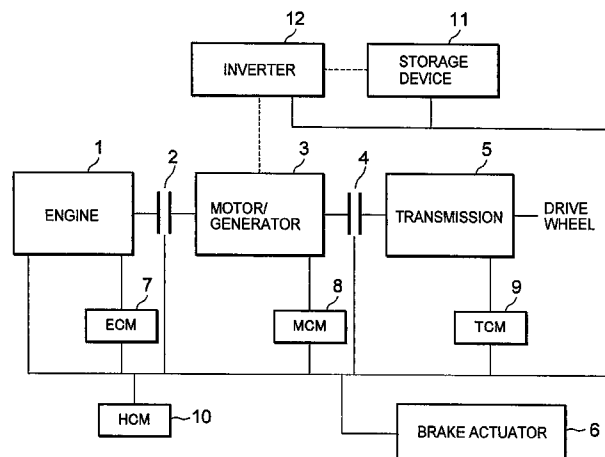 12
11
INVERTER
STORAGE
DEVICE
1
2
3
4
5
ENGINE
MOTOR/
GENERATOR
TRANSMISSION
DRIVE
WHEEL
7
8
9
ECM
MCM
TCM
HCM
10
BRAKE ACTUATOR
6